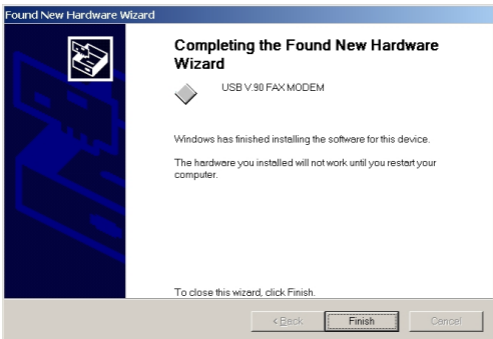 Found New Hardware Wizard
Completing the Found New Hardware
Wizard
USB V.90 FAX MODEM
Windows has finished installing the software for this device.
The hardware you installed will not work until you restart your
computer.
To close this wizard, click Finish.
< Back Finish Cancel